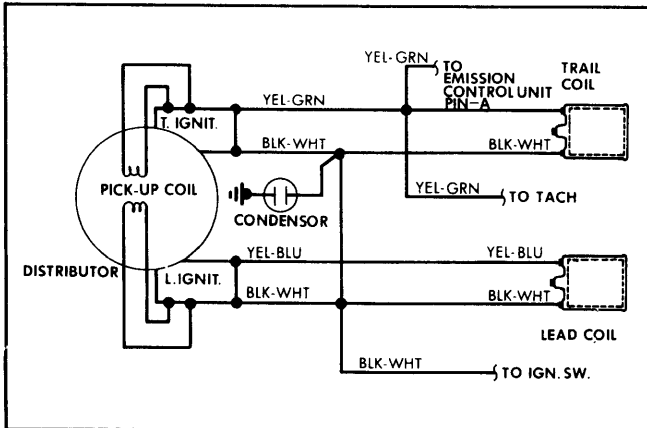 YEL-GRN
TO
EMISSION
CONTROL UNIT
PIN-A
TRAIL
COIL
YEL-GRN
T. IGNIT.
BLK-WHT
BLK-WHT
PICK-UP COIL
YEL-GRN
TO TACH
CONDENSOR
DISTRIBUTOR
YEL-BLU
YEL-BLU
L.IGNIT.
BLK-WHT
BLK-WHT
LEAD COIL
BLK-WHT
TO IGN. SW.